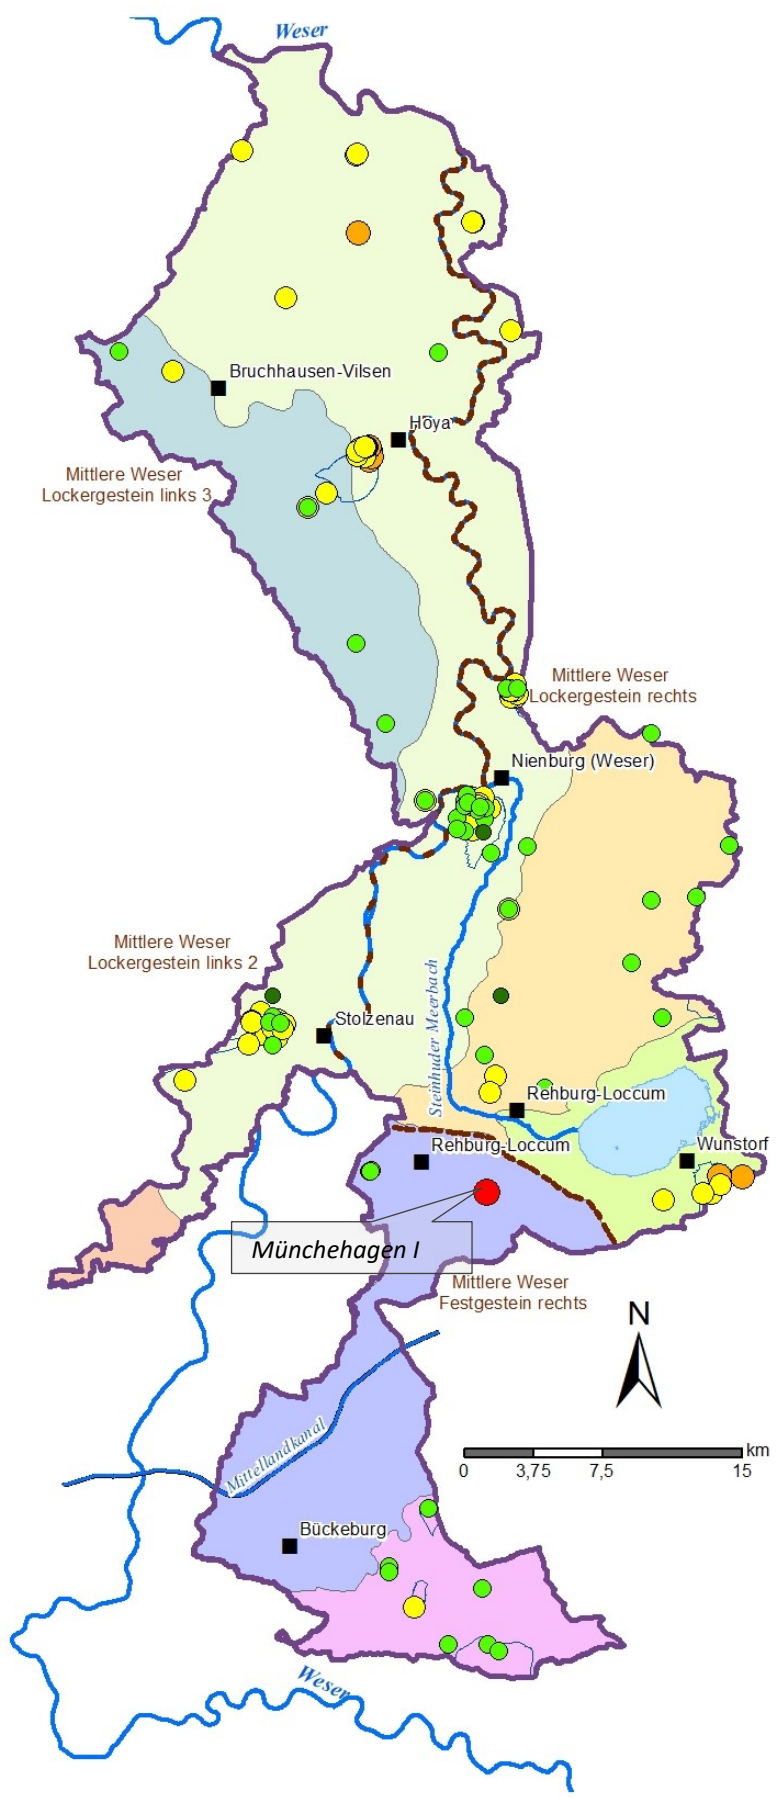 Weser
Bruchhausen-Vilsen
Hoya
Mittlere Weser
Lockergestein links 3
Mittlere Weser
Lockergestein rechts
Nienburg (Weser)
Mittlere Weser
Lockergestein links 2
Stolzenau
Steinhuder Meerbach
Rehburg-Loccum
Rehburg-Loccum
Wunstorf
Münchehagen I
Mittlere Weser
Festgestein rechts
N
km
0 3,75 7,5 15
Mittellandkanal
Bückeburg
Weser